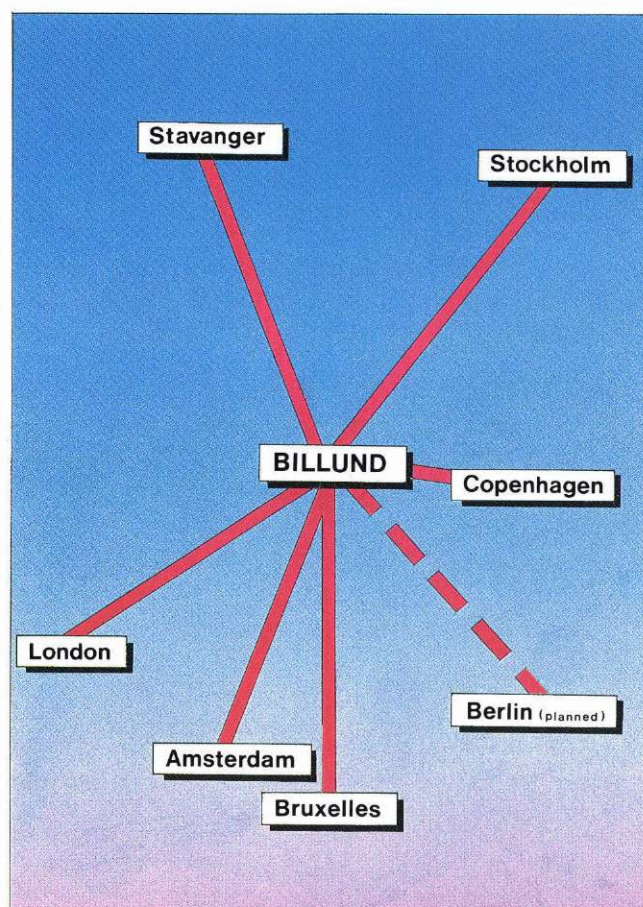 Stavanger
Stockholm
BILLUND
Copenhagen
London
Berlin (planned)
Amsterdam
Bruxelles